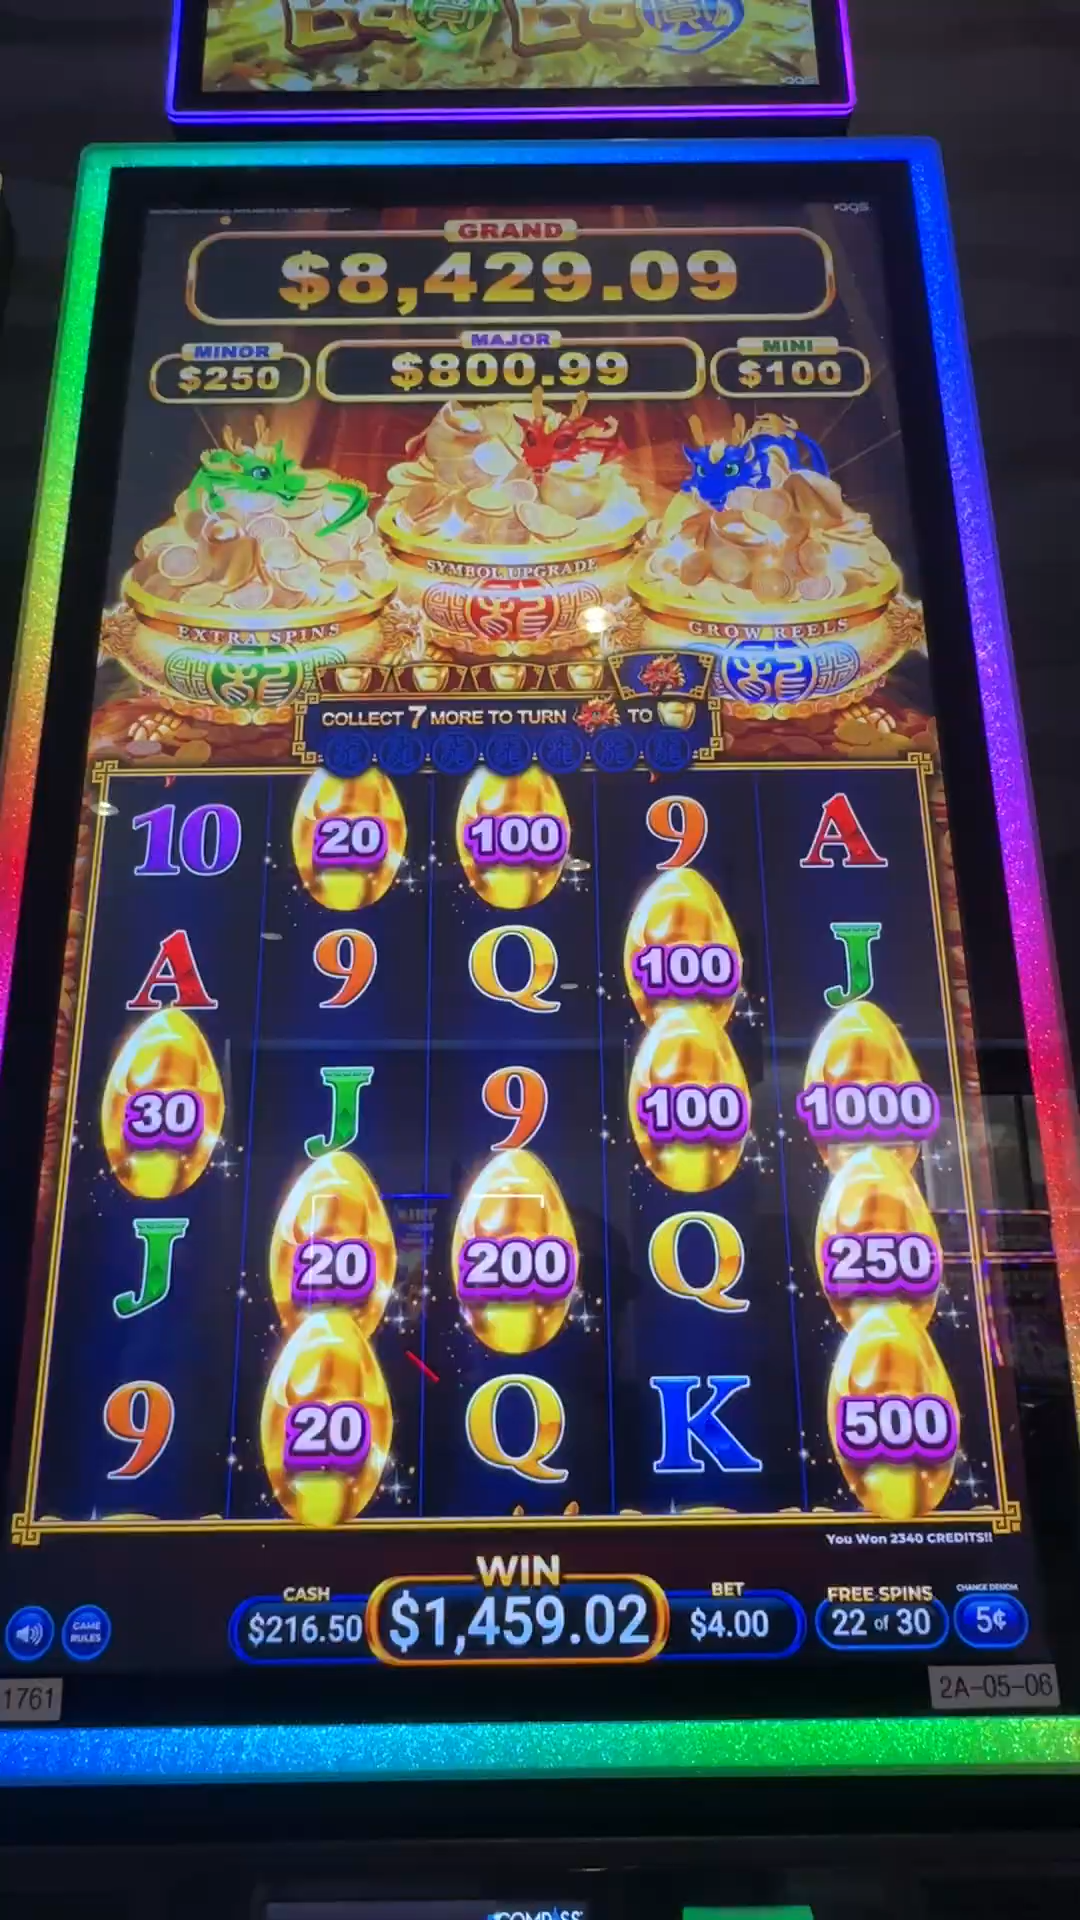 GRAND
$8,429.09
MINOR
$250
MAJOR
$800.99
MINI
$100
EXTRA SPINS
SYMBOL UPGRADE
GROW REELS
COLLECT 7 MORE TO TURN TO
10 20 100 9 A
A 9 Q 100 J
30 J 9 100 1000
J 20 200 Q 250
9 20 Q K 500
You Won 2340 CREDITS!!
GAME RULES
CASH
$216.50
WIN
$1,459.02
BET
$4.00
FREE SPINS
22 of 30
CHANGE DENOM
5¢
1761
2A-05-06